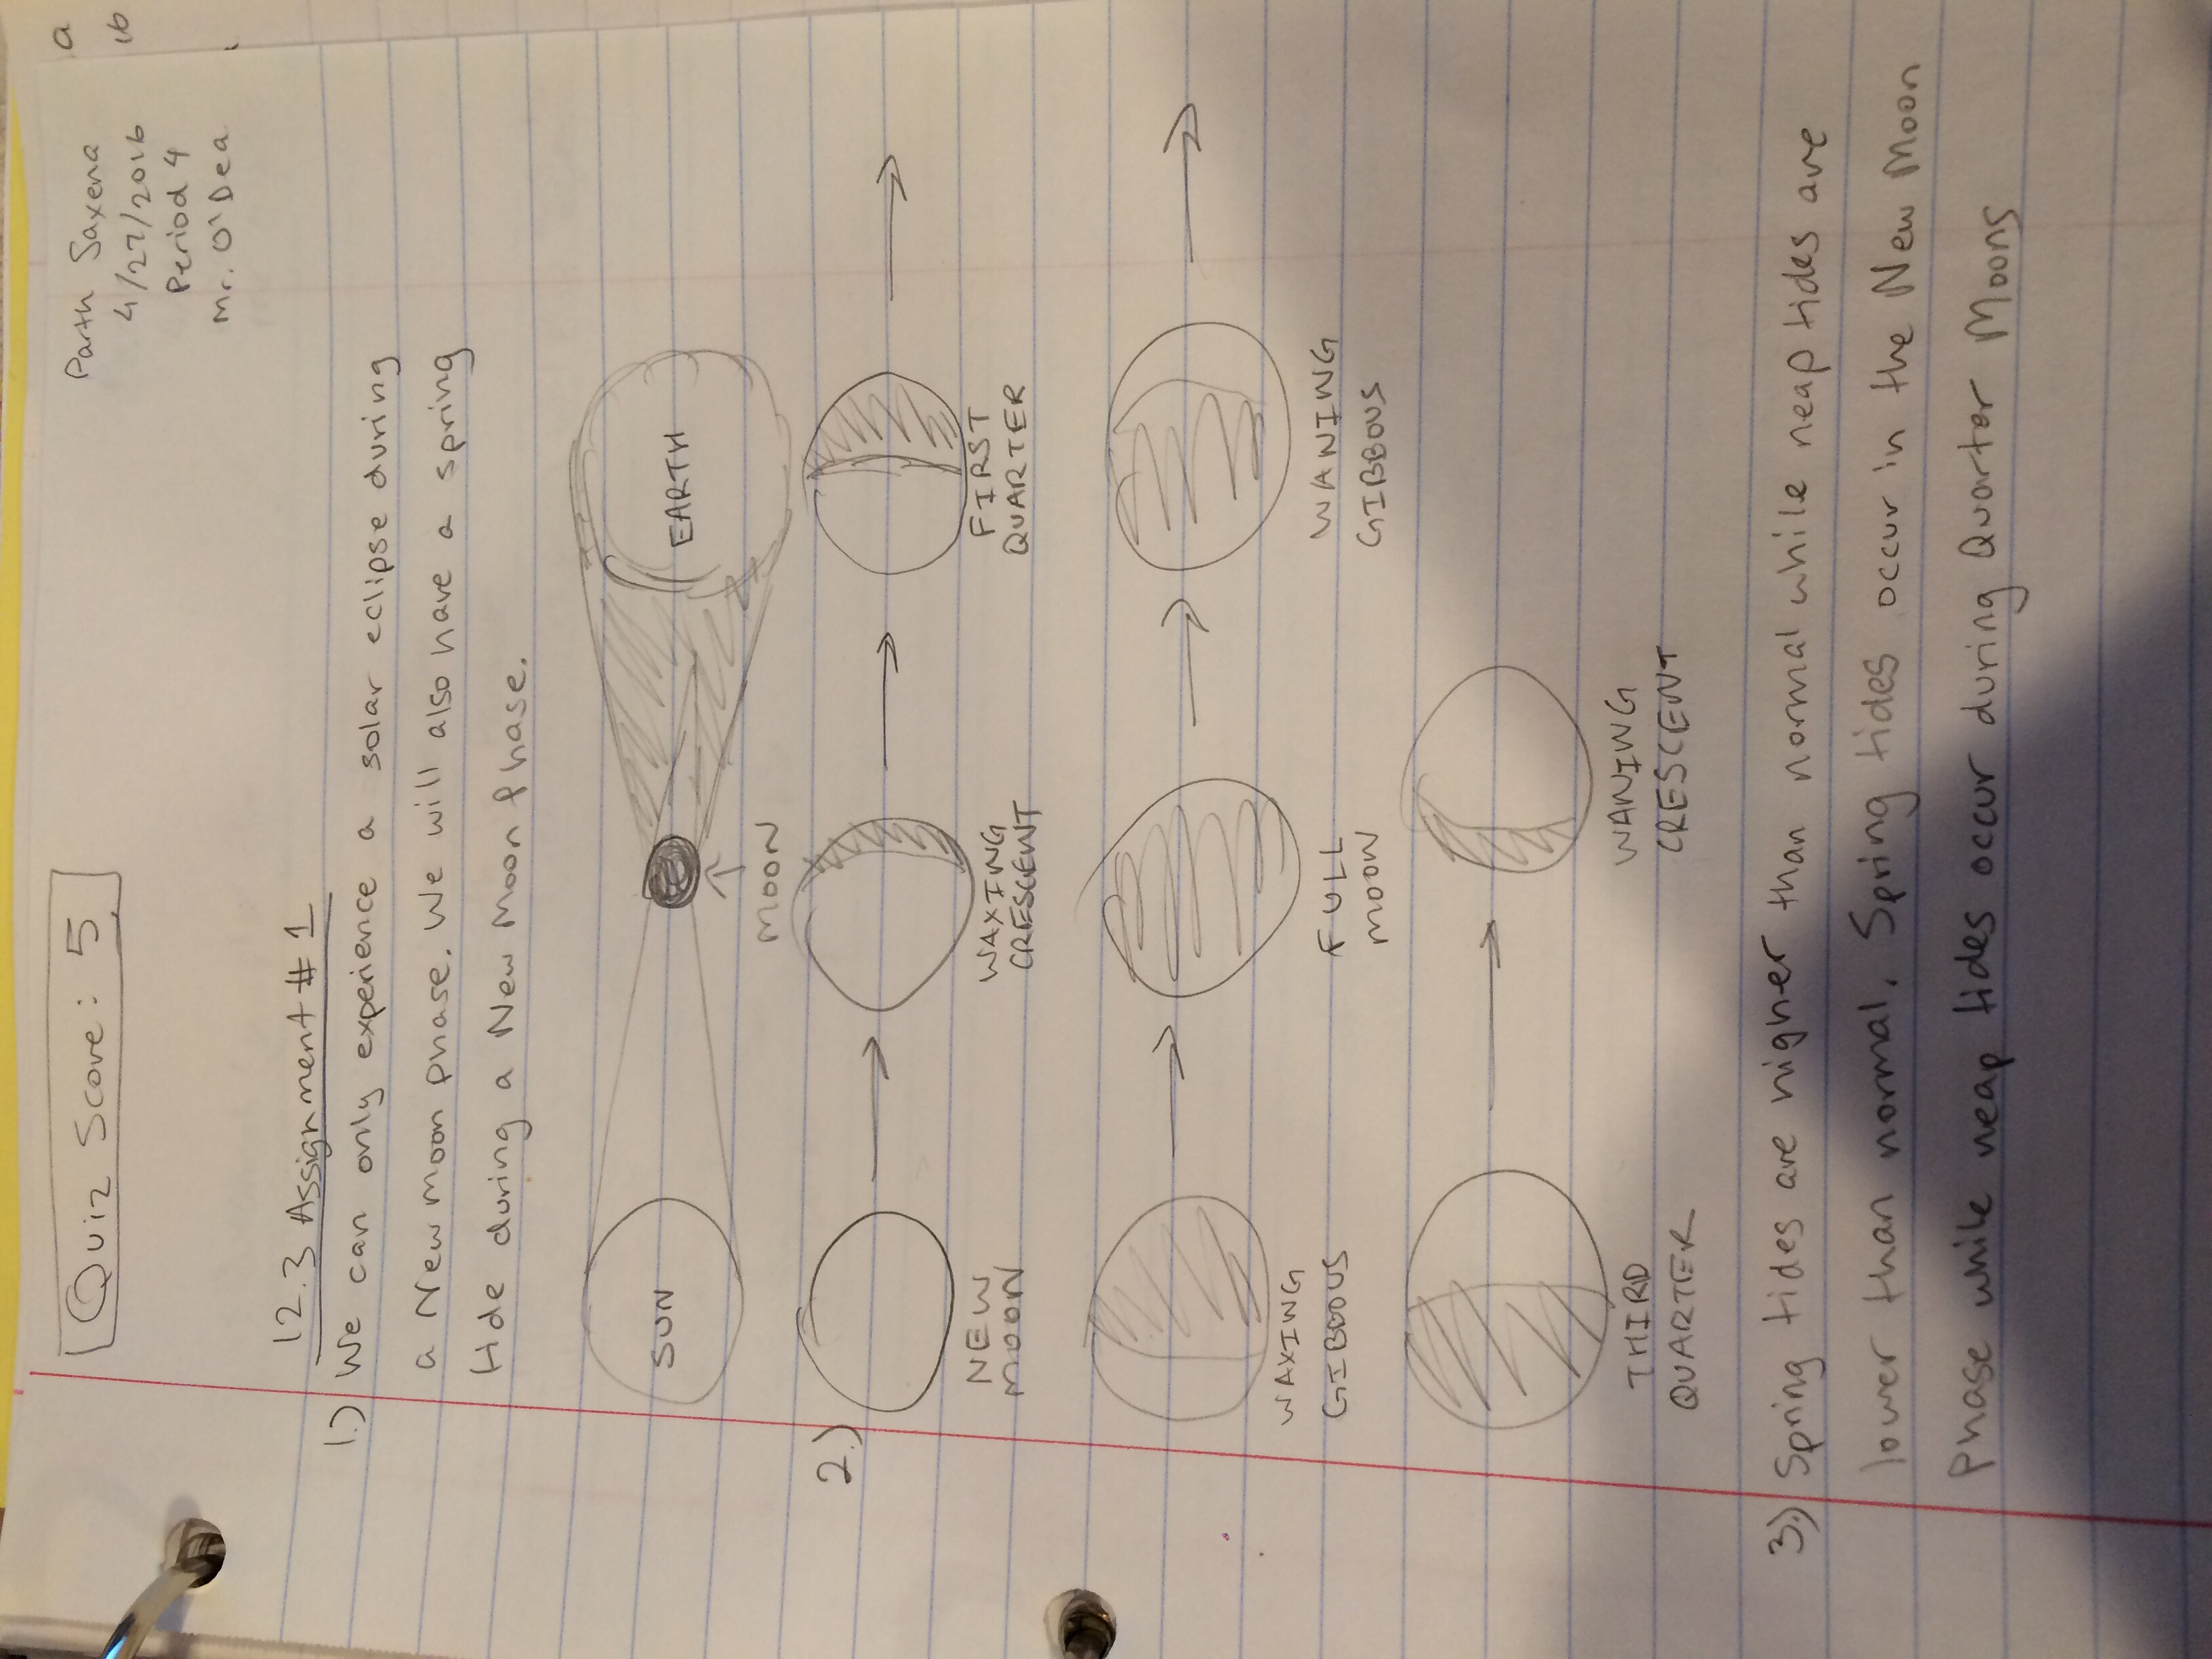 Quiz Score: 5
Parth Saxena
4/27/2016
Period 4
Mr. O'Dea
a
16
12.3 Assignment # 1
1.) We can only experience a solar eclipse during
a New moon phase. We will also have a spring
tide during a New Moon Phase.
SUN
EARTH
MOON
2.)
NEW
MOON
WAXING
CRESCENT
FIRST
QUARTER
WAXING
GIBBOUS
FULL
MOON
WANING
GIBBOUS
THIRD
QUARTER
WANING
CRESCENT
3.) Spring tides are higher than normal while neap tides are
lower than normal. Spring tides occur in the New Moon
Phase while neap tides occur during Quarter Moons